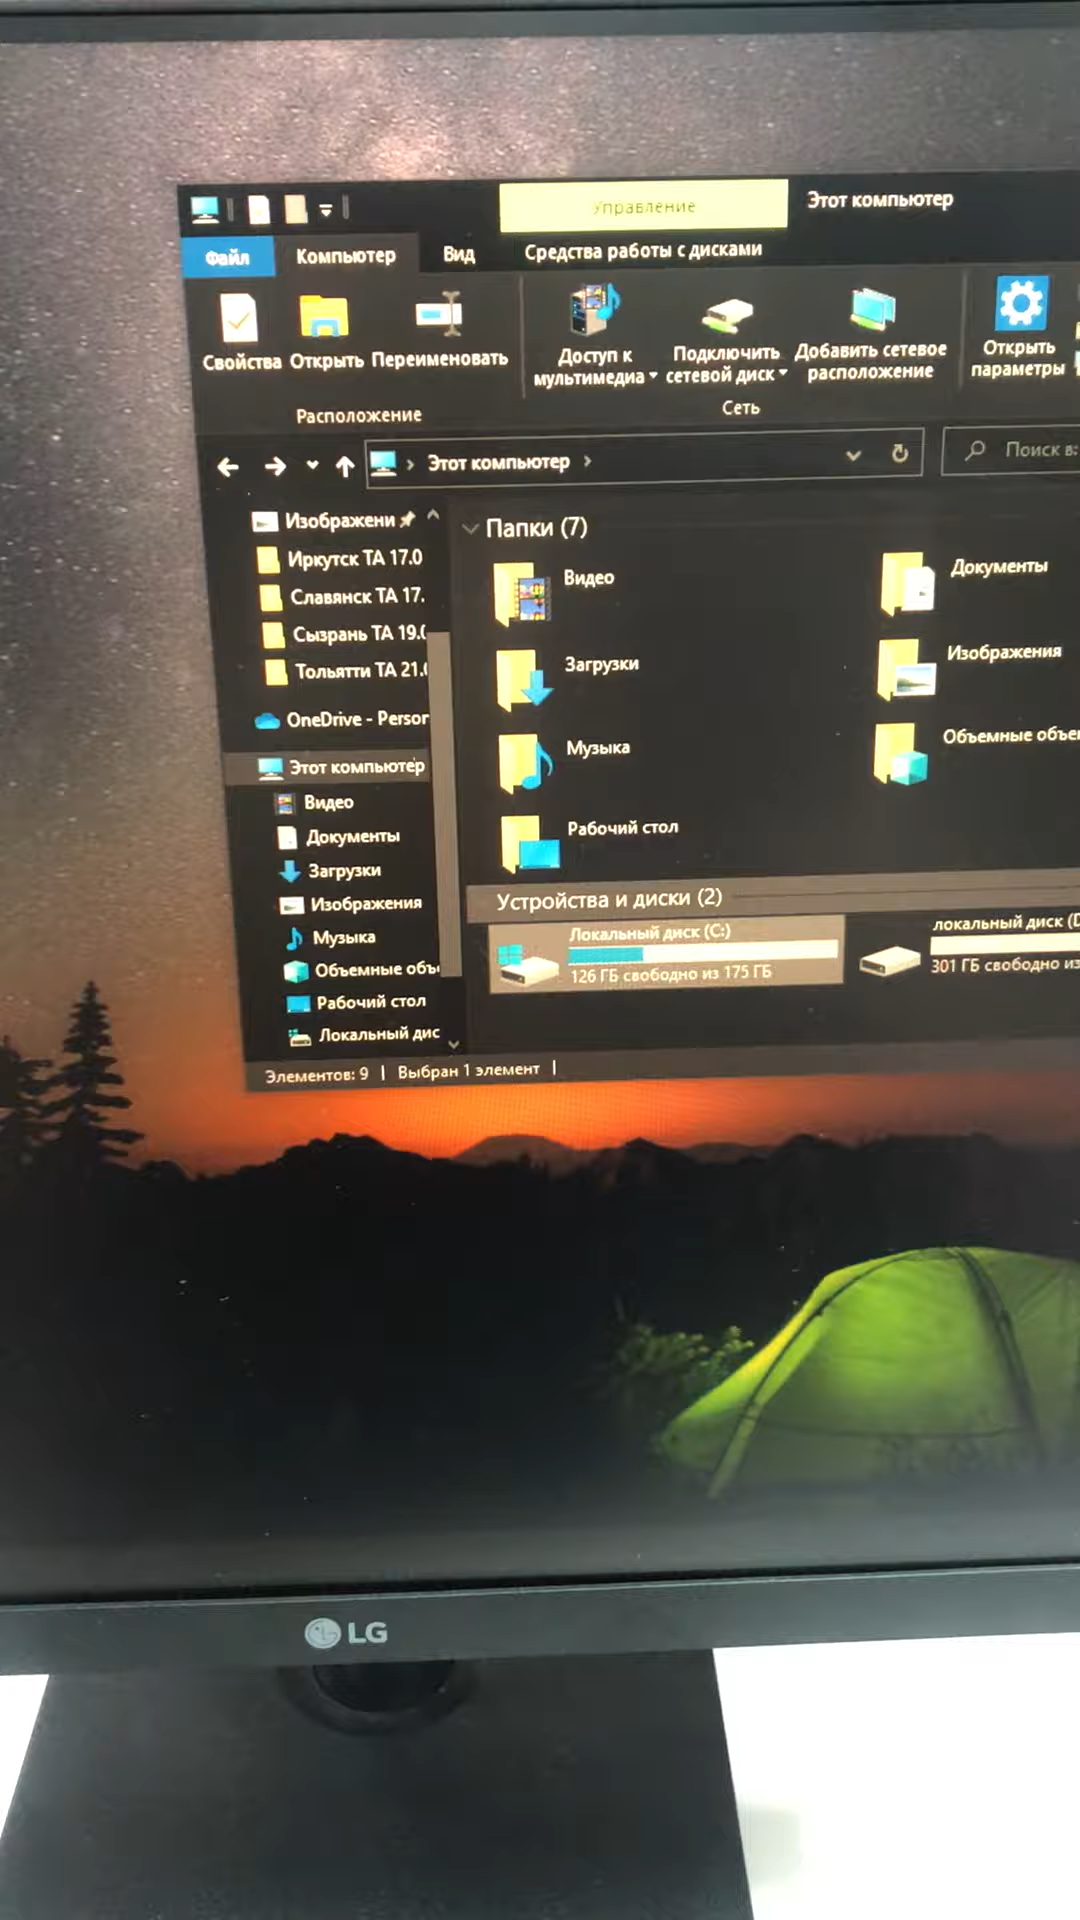 Управление
Этот компьютер
Файл
Компьютер
Вид
Средства работы с дисками
Свойства
Открыть
Переименовать
Доступ к
мультимедиа
Подключить
сетевой диск
Добавить сетевое
расположение
Открыть
параметры
Расположение
Сеть
Этот компьютер
Поиск в:
Изображени
Иркутск ТА 17.0
Славянск ТА 17.
Сызрань ТА 19.0
Тольятти ТА 21.0
OneDrive - Person
Этот компьютер
Видео
Документы
Загрузки
Изображения
Музыка
Объемные объе
Рабочий стол
Локальный дис
Папки (7)
Видео
Документы
Загрузки
Изображения
Музыка
Объемные объе
Рабочий стол
Устройства и диски (2)
Локальный диск (C:)
126 ГБ свободно из 175 ГБ
локальный диск (D
301 ГБ свободно из
Элементов: 9
Выбран 1 элемент
LG